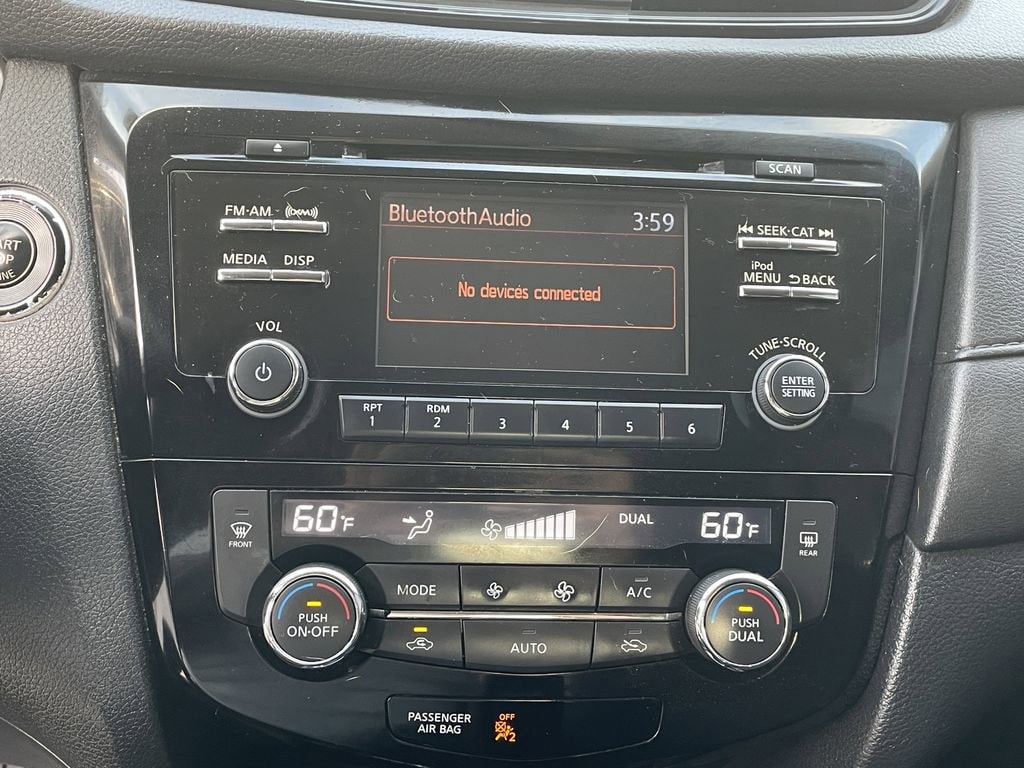 SCAN
BluetoothAudio 3:59
FM·AM ((XM))
SEEK·CAT
MEDIA DISP
iPod
MENU BACK
No devices connected
VOL
TUNE·SCROLL
ENTER
SETTING
RPT
1
RDM
2
3
4
5
6
60°F
DUAL
60°F
FRONT
REAR
MODE
A/C
PUSH
ON·OFF
PUSH
DUAL
AUTO
PASSENGER
AIR BAG
OFF
2